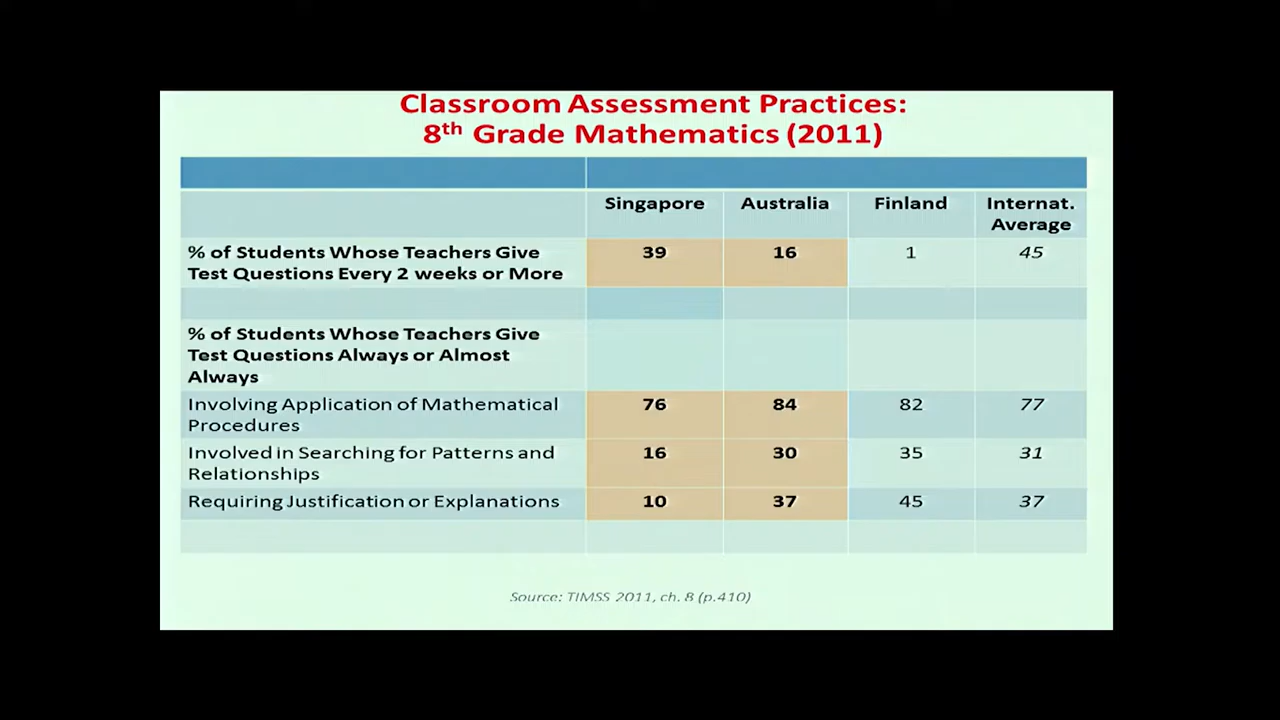 Classroom Assessment Practices:
8th Grade Mathematics (2011)
Singapore Australia Finland Internat. Average
% of Students Whose Teachers Give
Test Questions Every 2 weeks or More 39 16 1 45
% of Students Whose Teachers Give
Test Questions Always or Almost
Always
Involving Application of Mathematical
Procedures 76 84 82 77
Involved in Searching for Patterns and
Relationships 16 30 35 31
Requiring Justification or Explanations 10 37 45 37
Source: TIMSS 2011, ch. 8 (p.410)